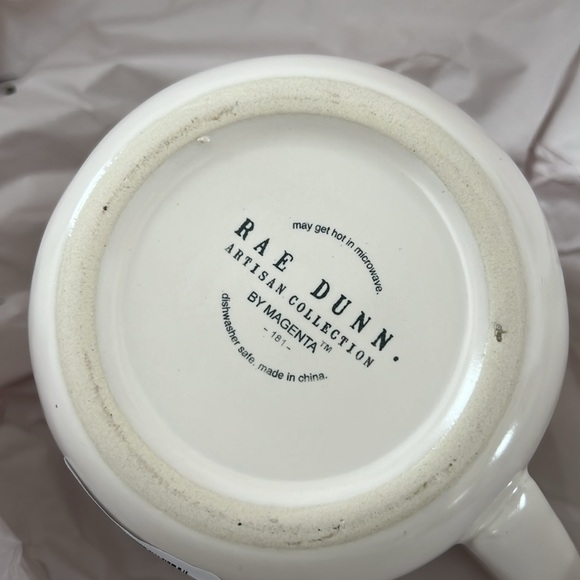 may get hot in microwave.
RAE DUNN.
ARTISAN COLLECTION
BY MAGENTA™
- 181 -
dishwasher safe. made in china.